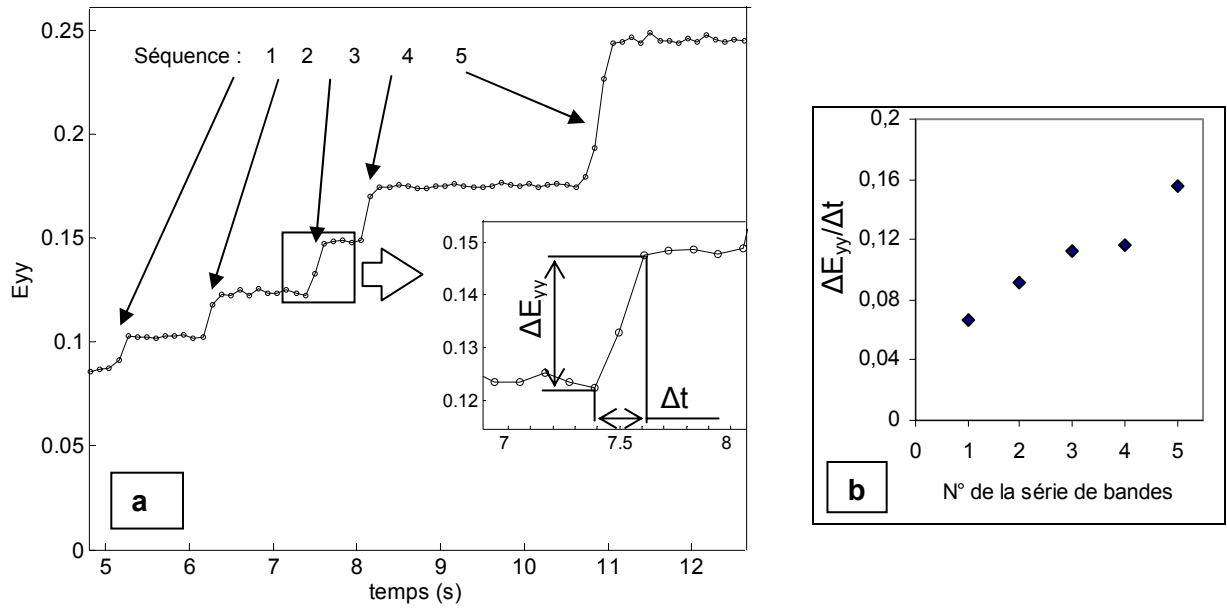 0.25
0.2
0.15
0.1
0.05
0
Eyy
Séquence : 1 2 3 4 5
5 6 7 8 9 10 11 12
temps (s)
a
0.15
0.14
0.13
0.12
ΔEyy
Δt
7 7.5 8
0,2
0,16
0,12
0,08
0,04
0
ΔEyy/Δt
0 1 2 3 4 5
N° de la série de bandes
b